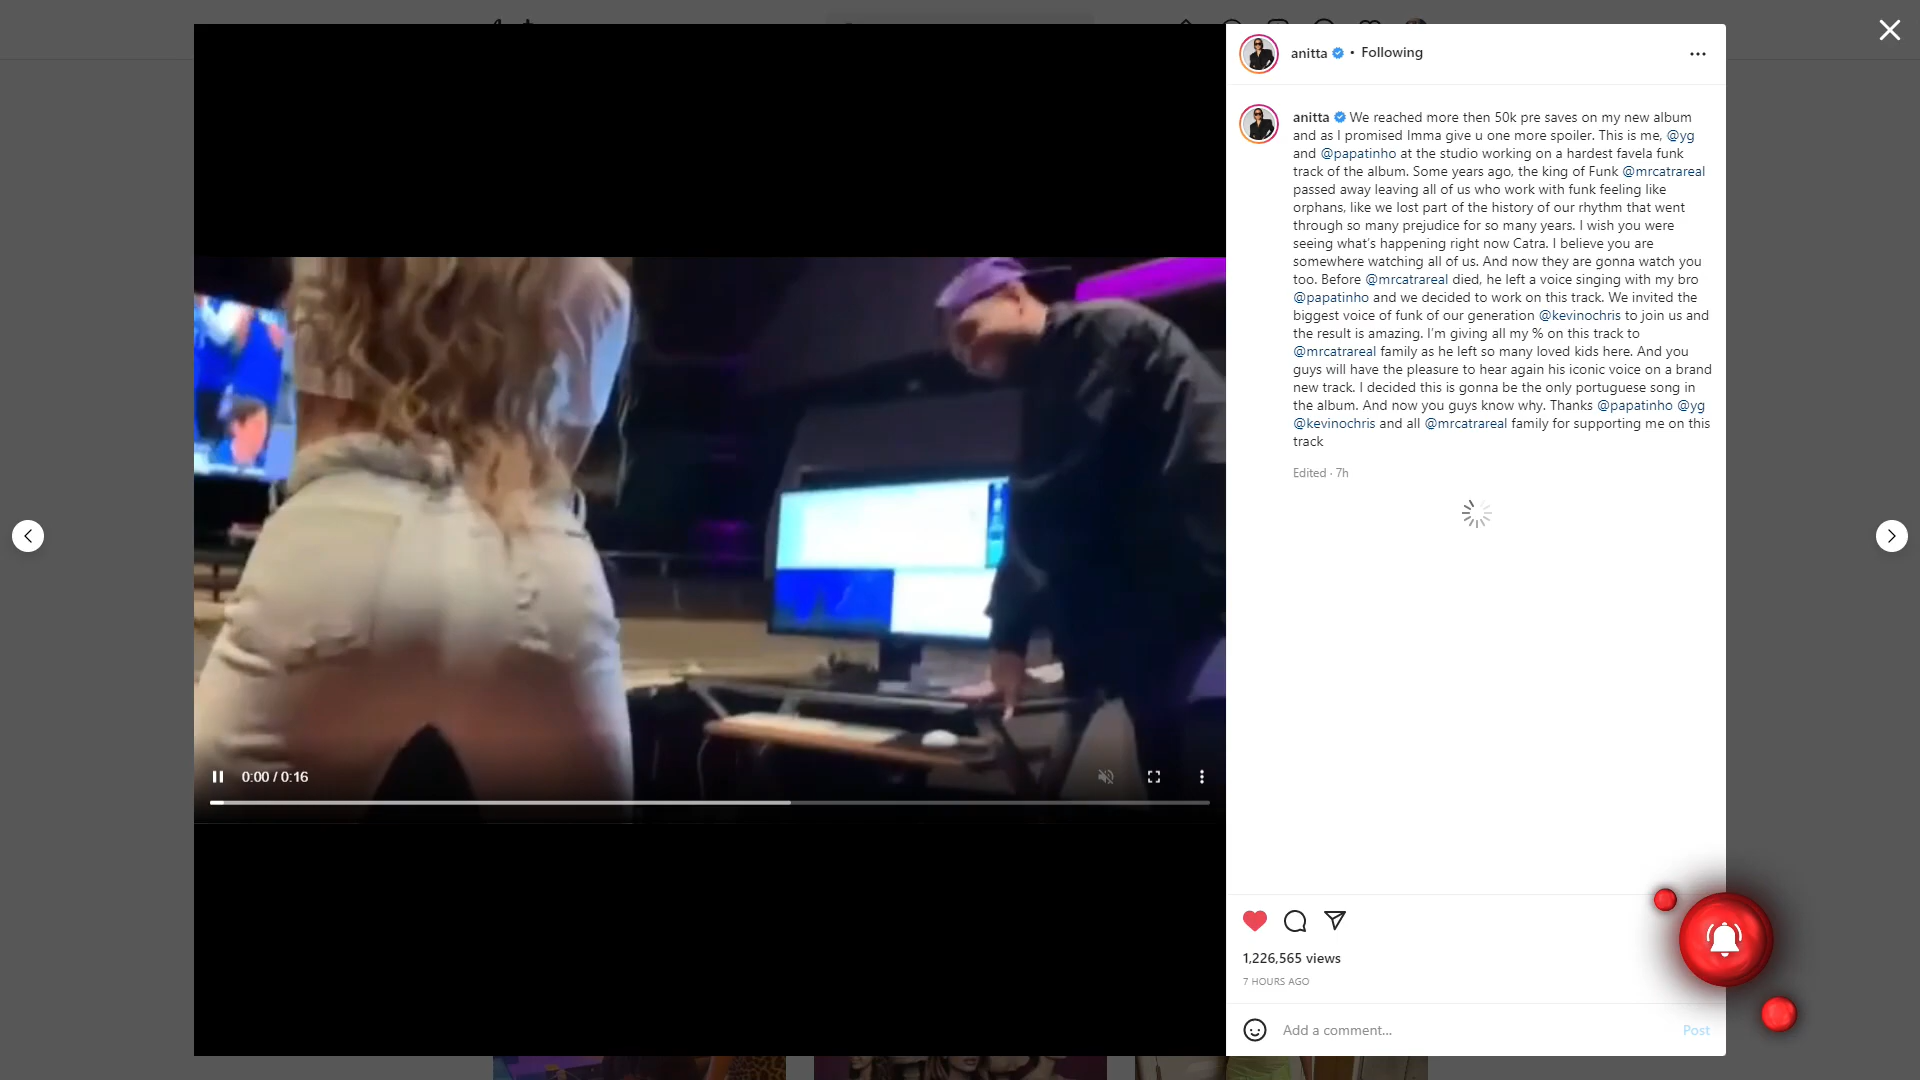 anitta • Following
anitta We reached more then 50k pre saves on my new album
and as I promised Imma give u one more spoiler. This is me, @yg
and @papatinho at the studio working on a hardest favela funk
track of the album. Some years ago, the king of Funk @mrcatrareal
passed away leaving all of us who work with funk feeling like
orphans, like we lost part of the history of our rhythm that went
through so many prejudice for so many years. I wish you were
seeing what's happening right now Catra. I believe you are
somewhere watching all of us. And now they are gonna watch you
too. Before @mrcatrareal died, he left a voice singing with my bro
@papatinho and we decided to work on this track. We invited the
biggest voice of funk of our generation @kevinochris to join us and
the result is amazing. I'm giving all my % on this track to
@mrcatrareal family as he left so many loved kids here. And you
guys will have the pleasure to hear again his iconic voice on a brand
new track. I decided this is gonna be the only portuguese song in
the album. And now you guys know why. Thanks @papatinho @yg
@kevinochris and all @mrcatrareal family for supporting me on this
track
Edited · 7h
0:00 / 0:16
1,226,565 views
7 HOURS AGO
Add a comment...
Post